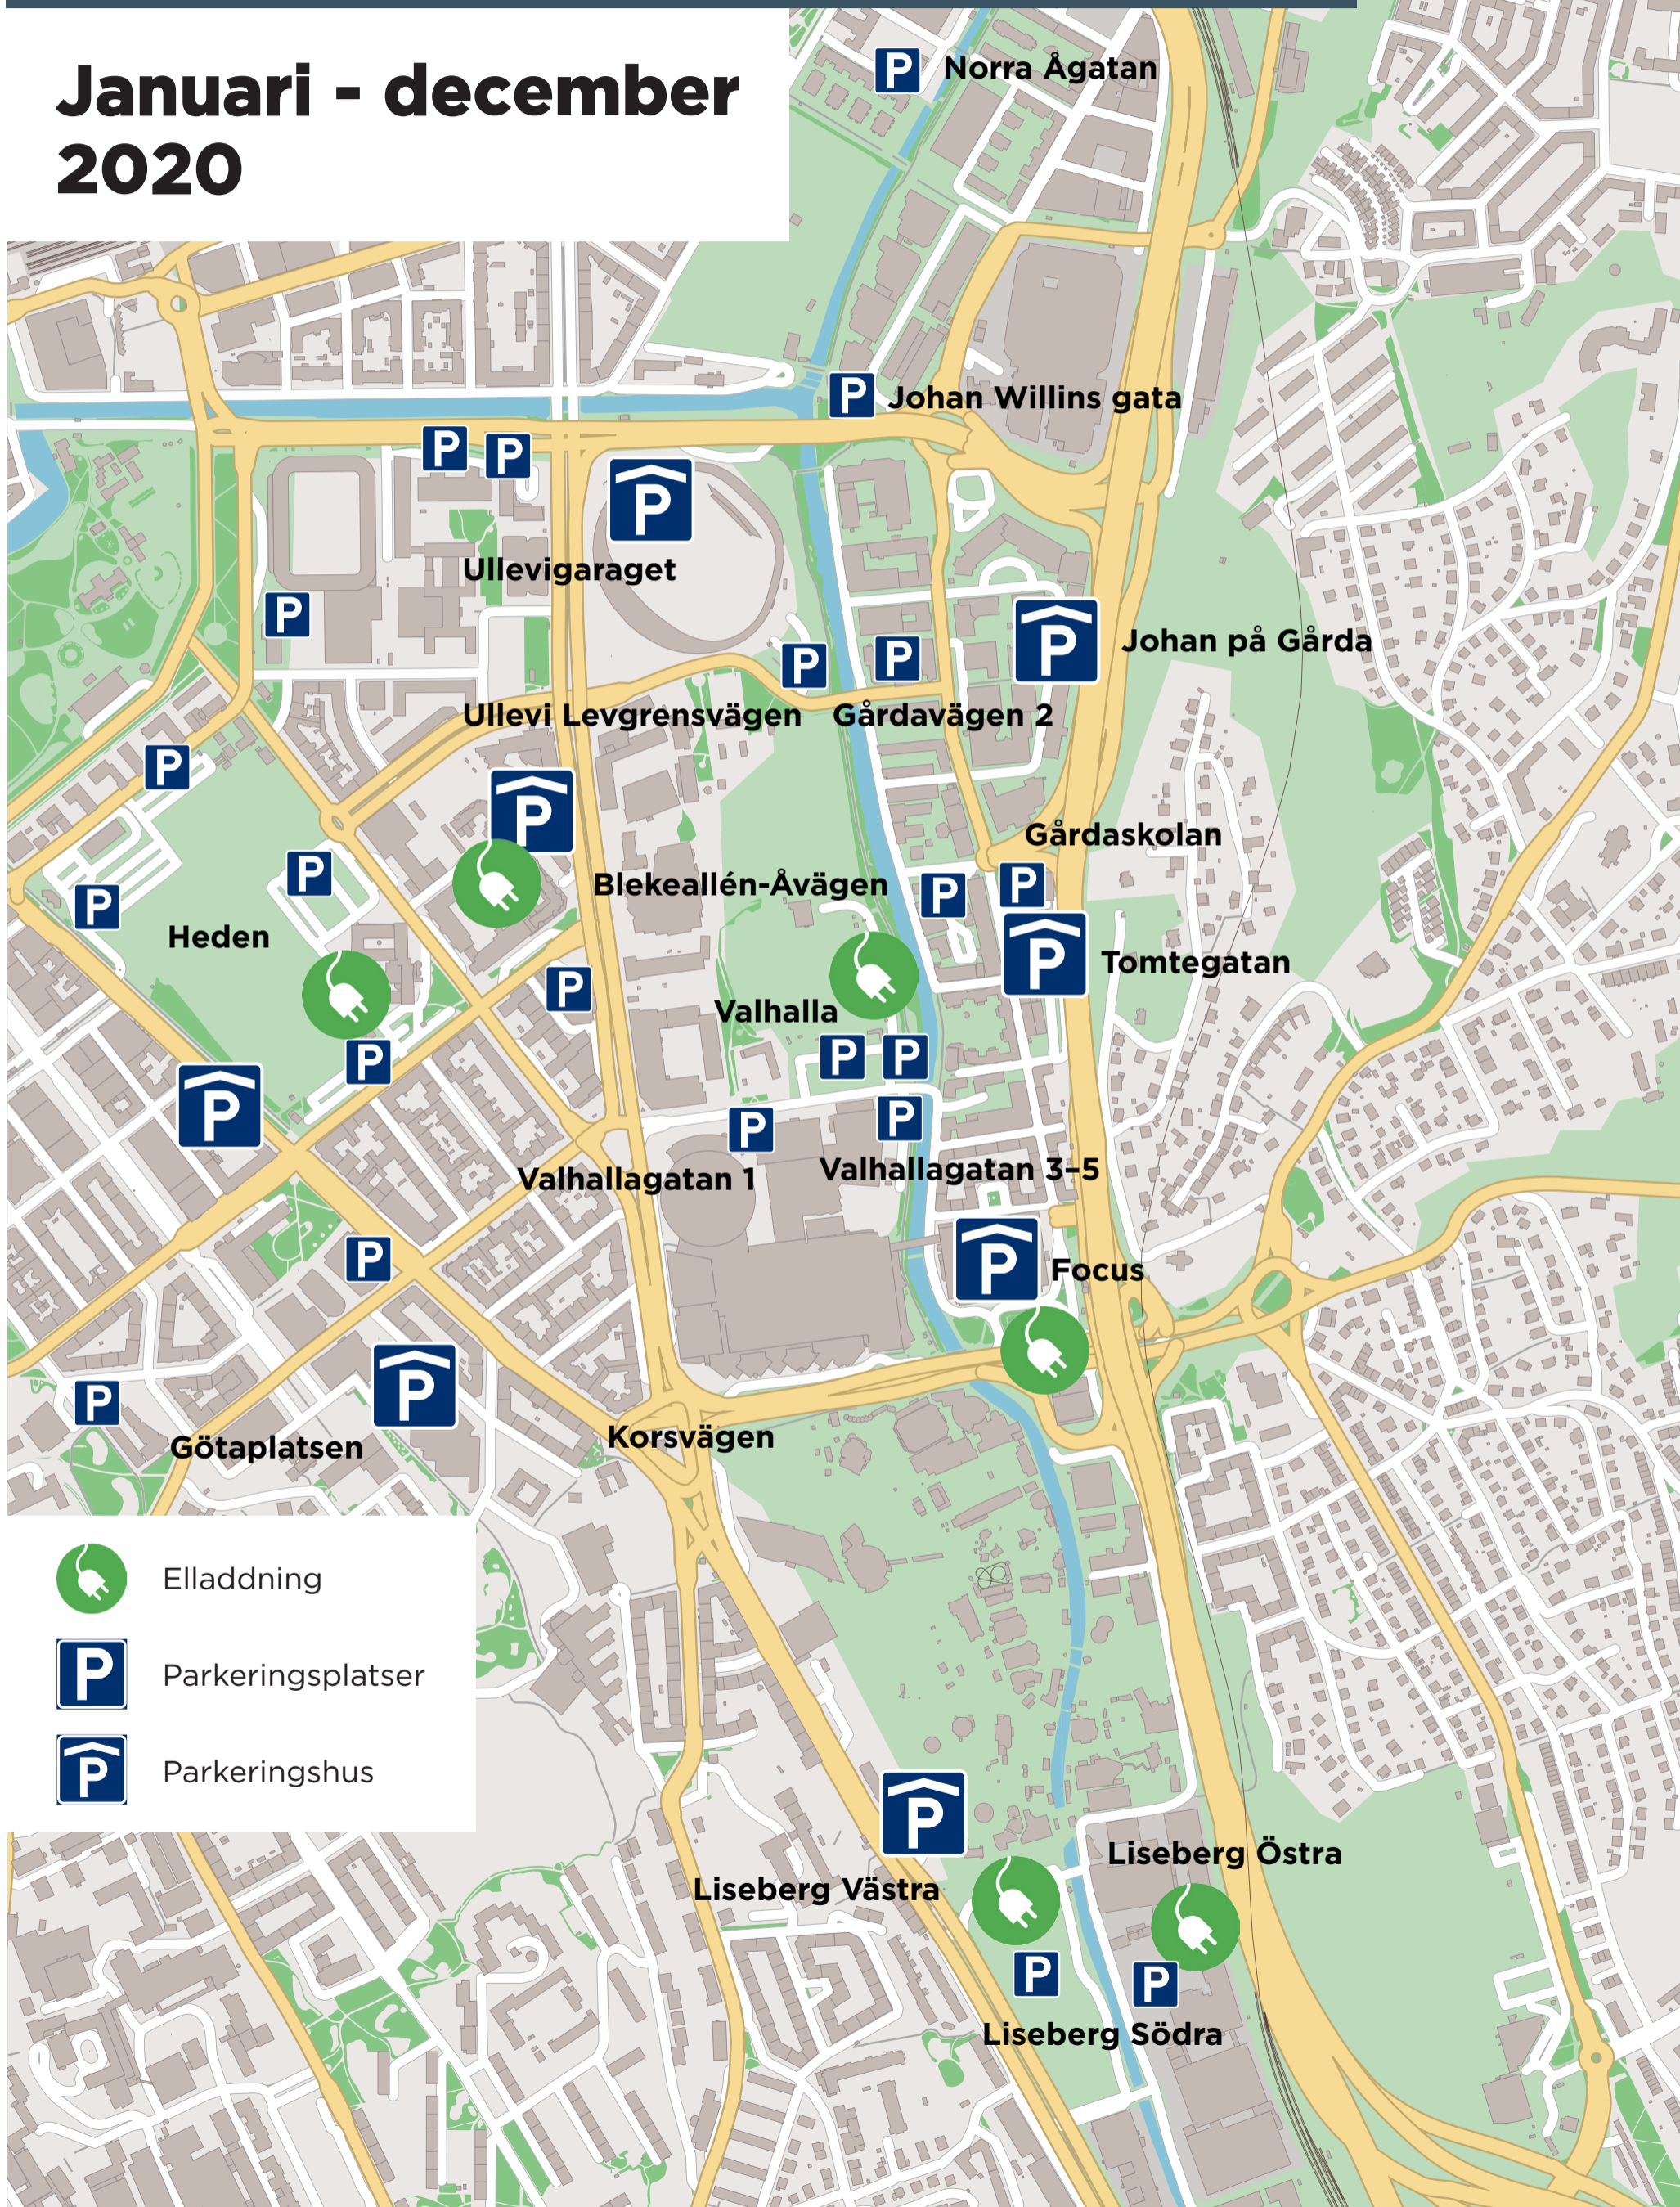 Januari - december
2020
P
Norra Ågatan
P
Johan Willins gata
P
P
P
Ullevigaraget
P
P
Johan på Gårda
P
P
Ullevi Levgrensvägen
Gårdavägen 2
P
P
Gårdaskolan
P
Blekeallén-Åvägen
P
P
P
Heden
P
Tomtegatan
P
Valhalla
P
P
P
P
P
P
Valhallagatan 1
Valhallagatan 3-5
P
P
Focus
P
P
Götaplatsen
Korsvägen
Elladdning
P
Parkeringsplatser
P
Parkeringshus
P
Liseberg Östra
Liseberg Västra
P
P
Liseberg Södra